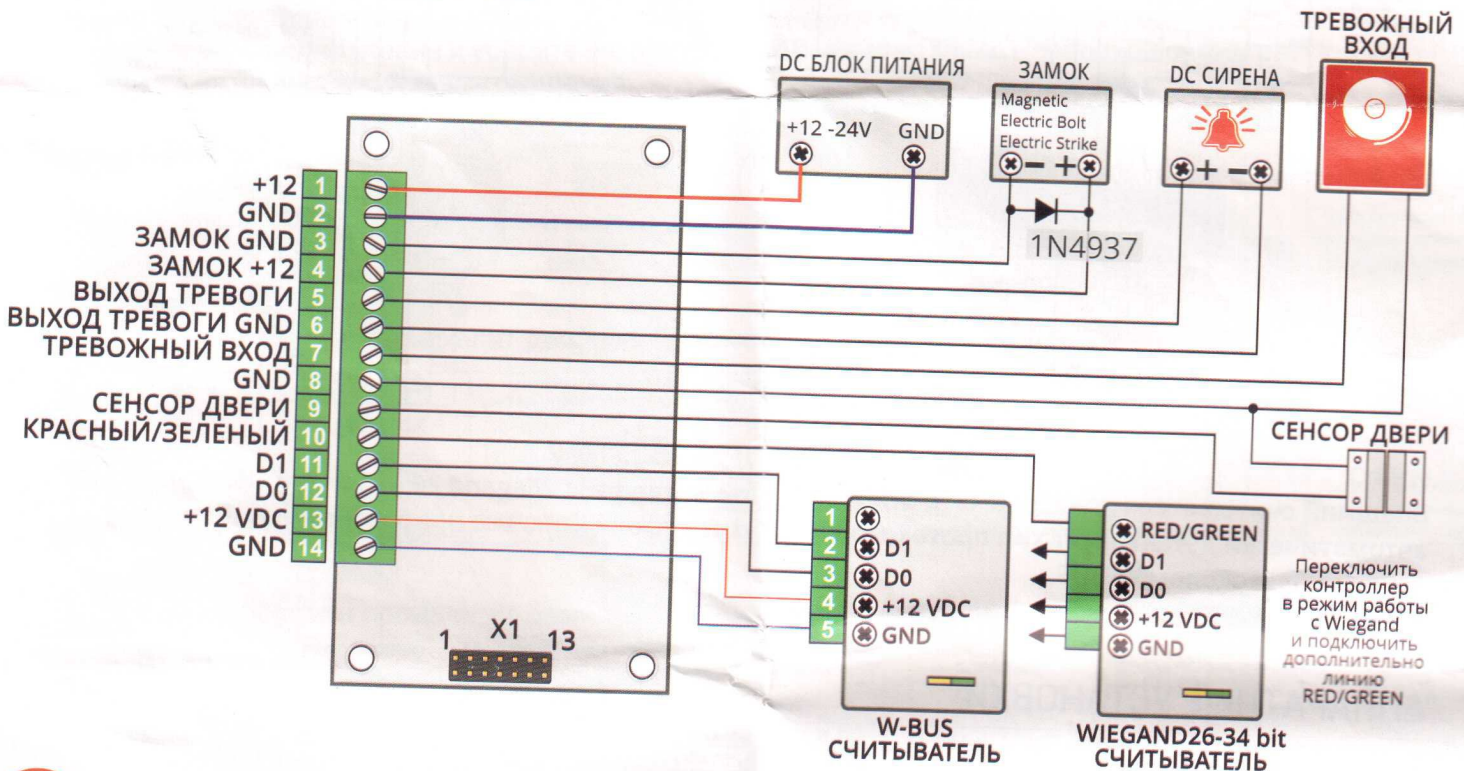 ТРЕВОЖНЫЙ
ВХОД
DC БЛОК ПИТАНИЯ
+12 -24V GND
ЗАМОК
Magnetic
Electric Bolt
Electric Strike
- +
DC СИРЕНА
+ -
1N4937
+12 1
GND 2
ЗАМОК GND 3
ЗАМОК +12 4
ВЫХОД ТРЕВОГИ 5
ВЫХОД ТРЕВОГИ GND 6
ТРЕВОЖНЫЙ ВХОД 7
GND 8
СЕНСОР ДВЕРИ 9
КРАСНЫЙ/ЗЕЛЕНЫЙ 10
D1 11
D0 12
+12 VDC 13
GND 14
1 X1 13
СЕНСОР ДВЕРИ
1
2 D1
3 D0
4 +12 VDC
5 GND
W-BUS
СЧИТЫВАТЕЛЬ
RED/GREEN
D1
D0
+12 VDC
GND
WIEGAND26-34 bit
СЧИТЫВАТЕЛЬ
Переключить
контроллер
в режим работы
с Wiegand
и подключить
дополнительно
линию
RED/GREEN